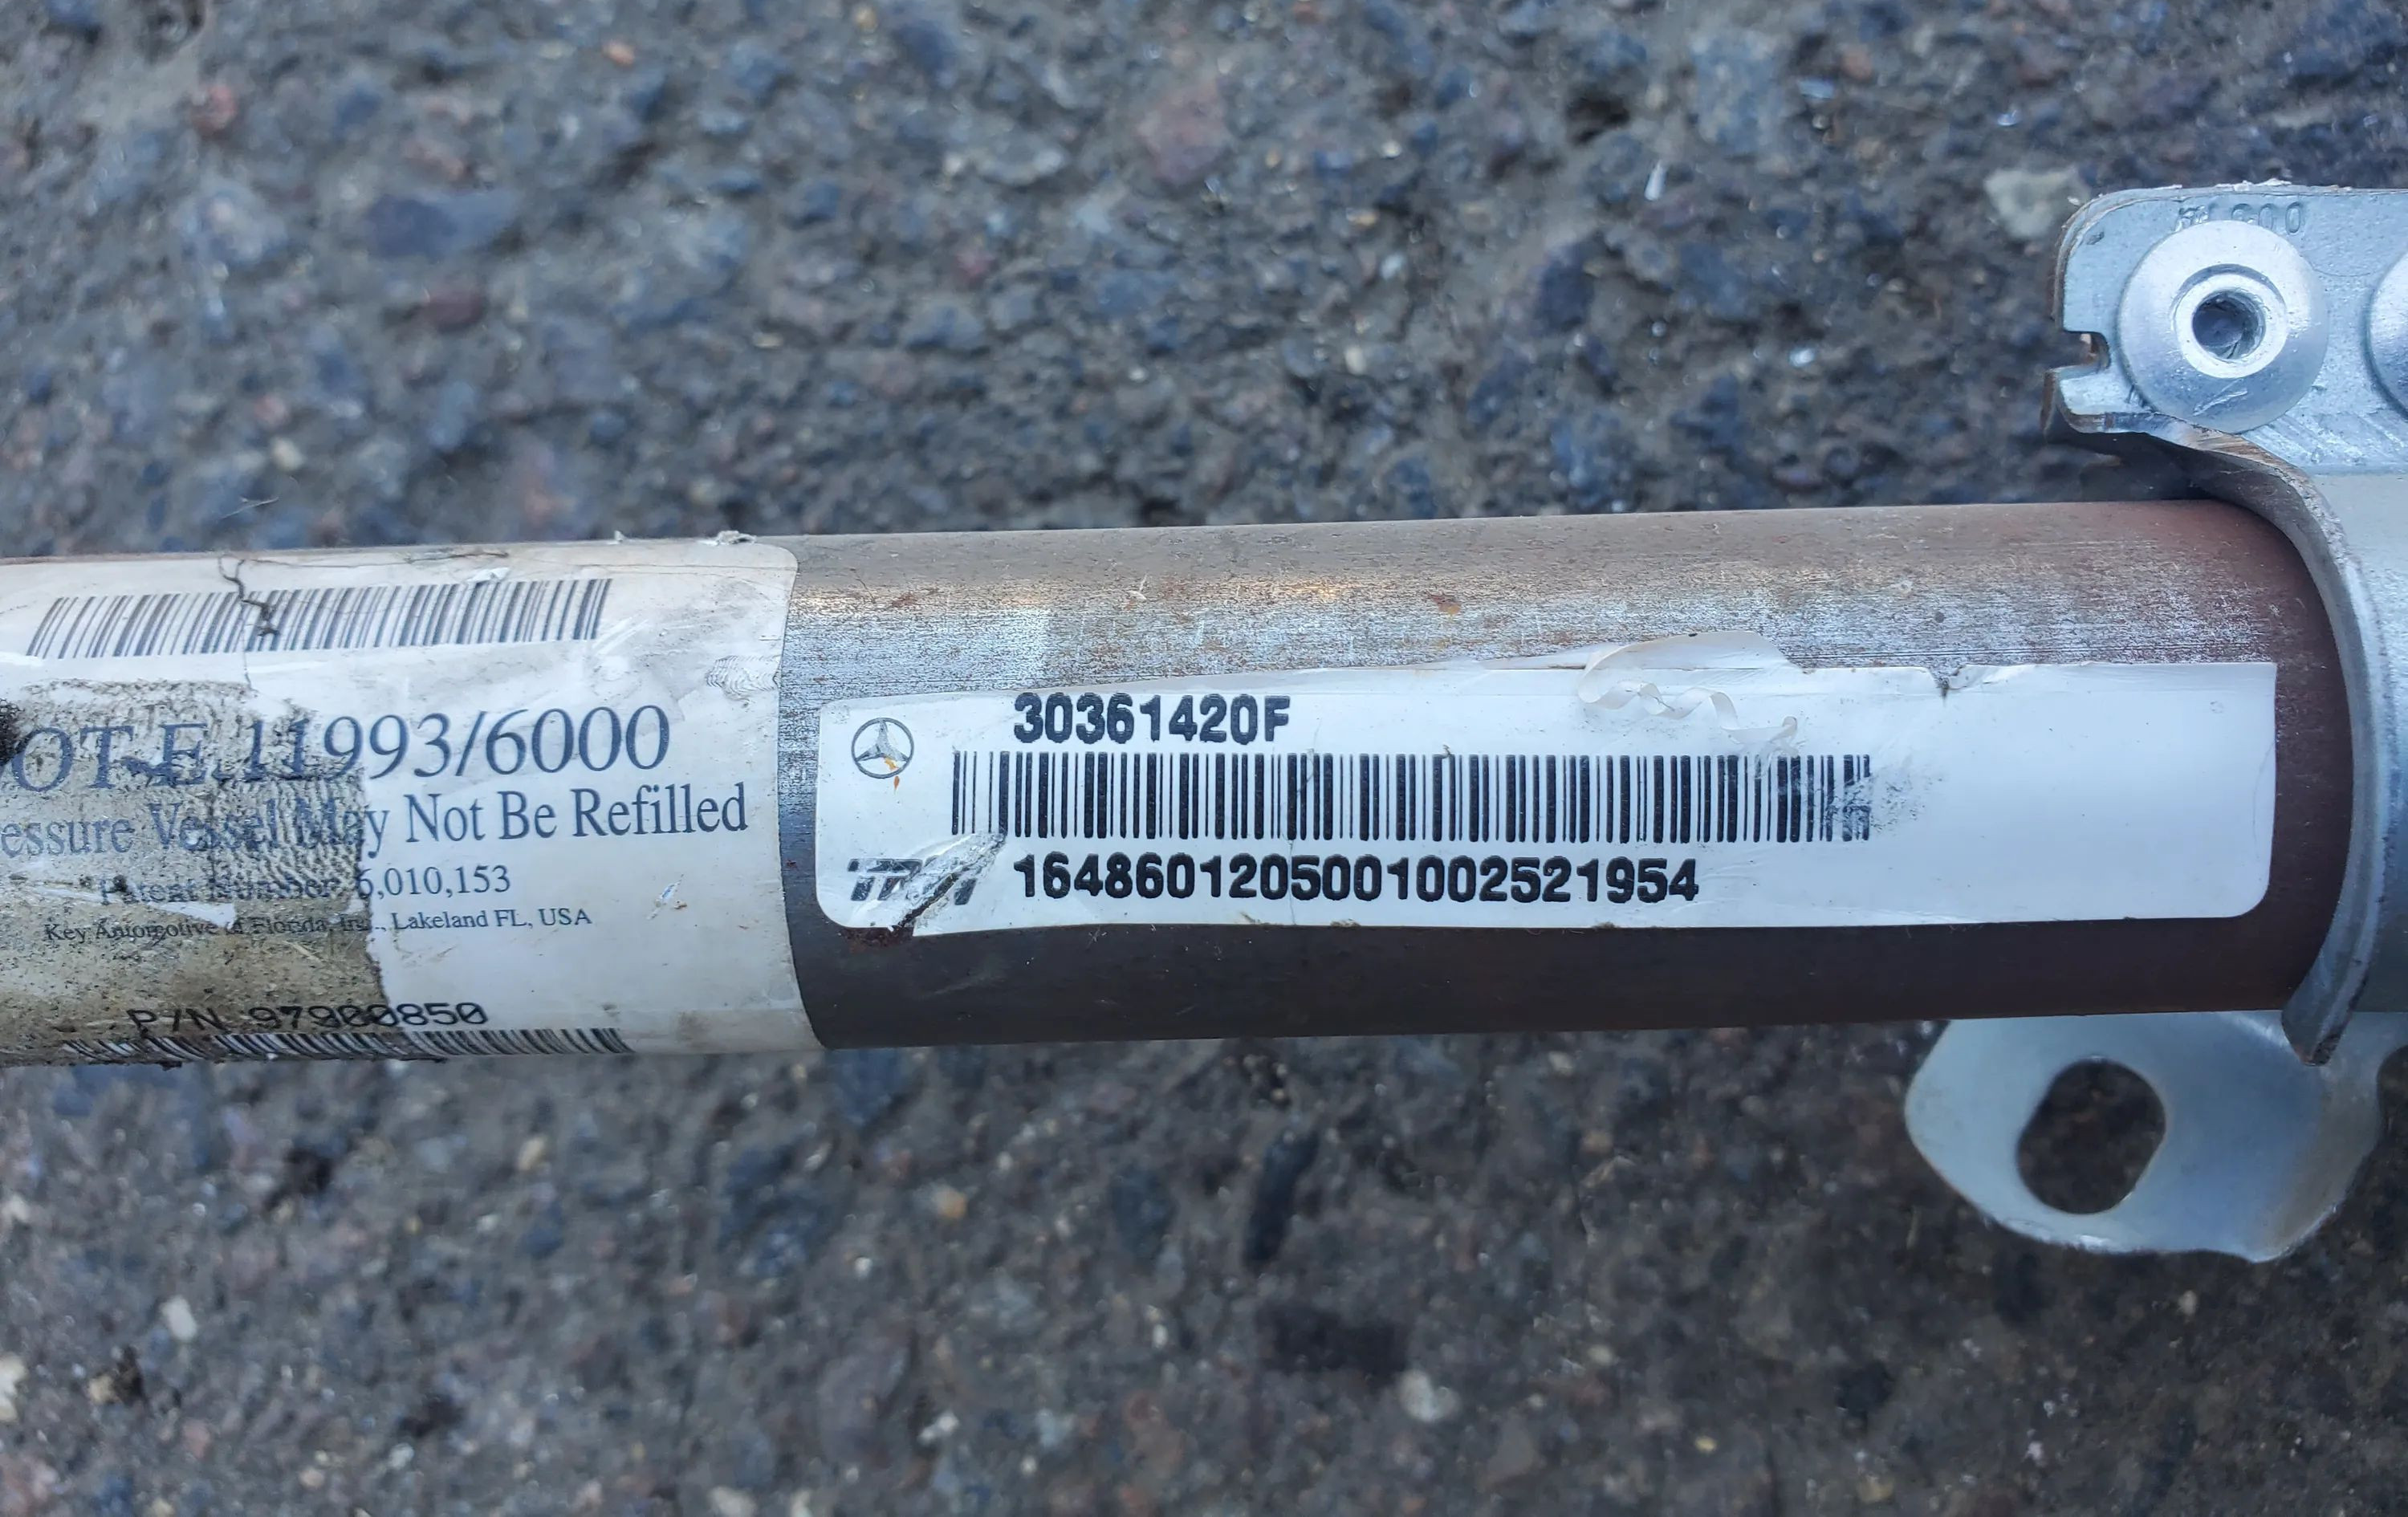 DOT-E 11993/6000
Pressure Vessel May Not Be Refilled
Patent Number 6,010,153
Key Automotive of Florida, Inc., Lakeland FL, USA
P/N 97900850
30361420F
TRW 1648601205001002521954